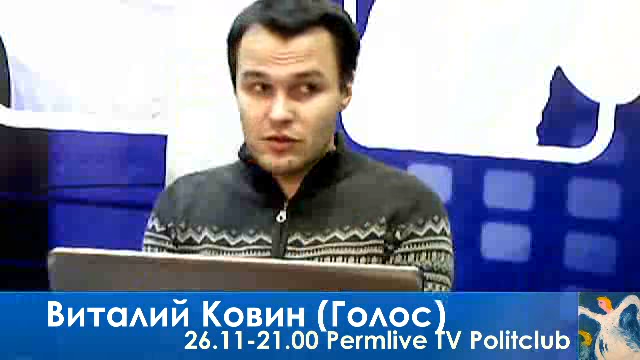 Виталий Ковин (Голос)
26.11-21.00 Permlive TV Politclub